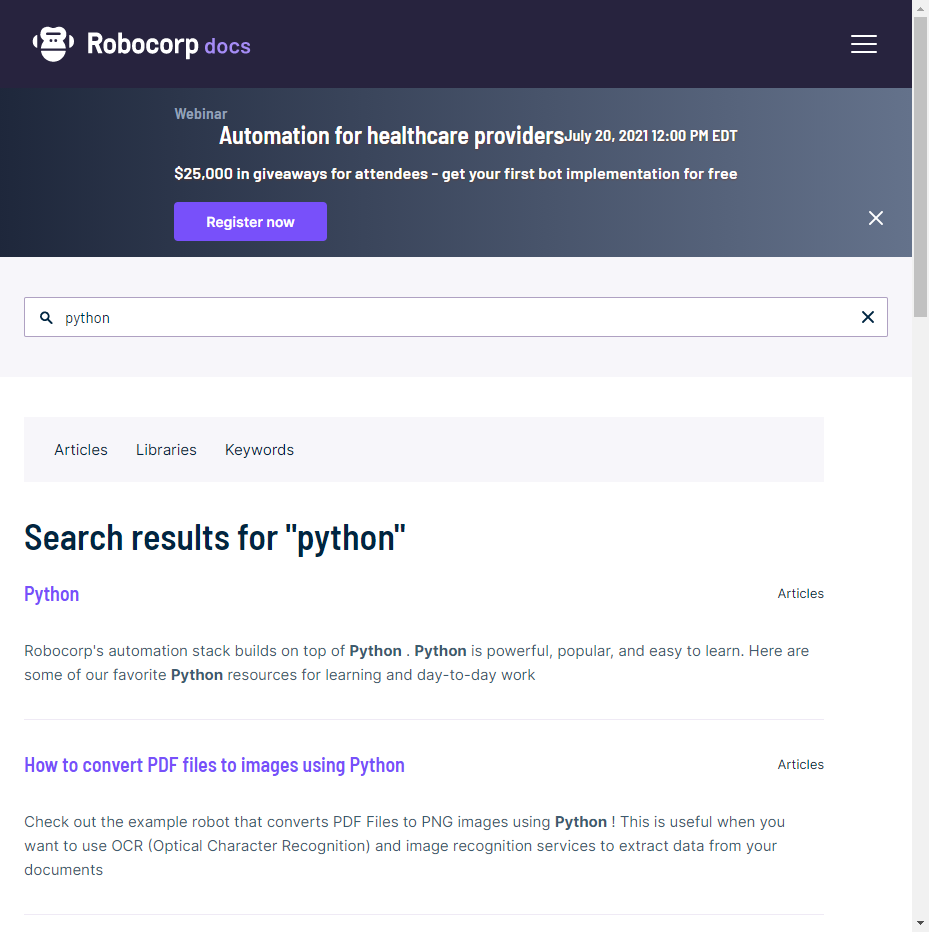 Robocorp docs
Webinar
Automation for healthcare providers July 20, 2021 12:00 PM EDT
$25,000 in giveaways for attendees - get your first bot implementation for free
Register now
python
Articles Libraries Keywords
Search results for "python"
Python Articles
Robocorp's automation stack builds on top of Python . Python is powerful, popular, and easy to learn. Here are
some of our favorite Python resources for learning and day-to-day work
How to convert PDF files to images using Python Articles
Check out the example robot that converts PDF Files to PNG images using Python ! This is useful when you
want to use OCR (Optical Character Recognition) and image recognition services to extract data from your
documents